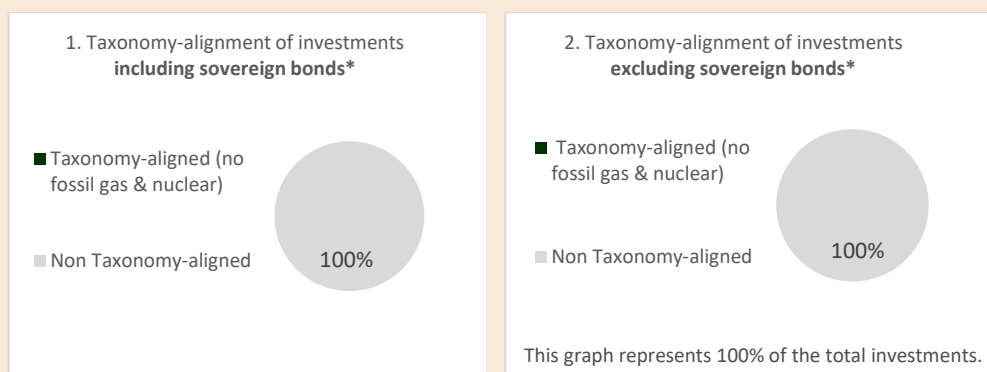 1. Taxonomy-alignment of investments
including sovereign bonds*
Taxonomy-aligned (no
fossil gas & nuclear)
Non Taxonomy-aligned
100%
2. Taxonomy-alignment of investments
excluding sovereign bonds*
Taxonomy-aligned (no
fossil gas & nuclear)
Non Taxonomy-aligned
100%
This graph represents 100% of the total investments.